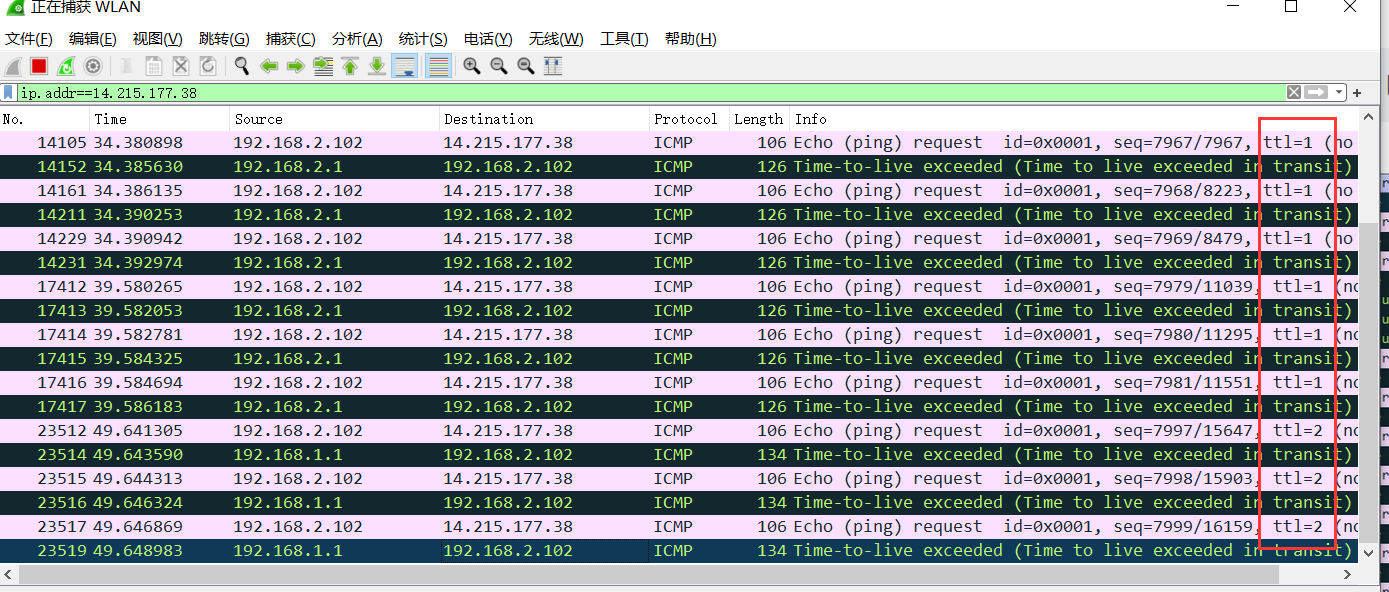 正在捕获 WLAN
文件(F) 编辑(E) 视图(V) 跳转(G) 捕获(C) 分析(A) 统计(S) 电话(Y) 无线(W) 工具(T) 帮助(H)
ip.addr==14.215.177.38
No. Time Source Destination Protocol Length Info
14105 34.380898 192.168.2.102 14.215.177.38 ICMP 106 Echo (ping) request id=0x0001, seq=7967/7967, ttl=1 (no
14152 34.385630 192.168.2.1 192.168.2.102 ICMP 126 Time-to-live exceeded (Time to live exceeded in transit)
14161 34.386135 192.168.2.102 14.215.177.38 ICMP 106 Echo (ping) request id=0x0001, seq=7968/8223, ttl=1 (no
14211 34.390253 192.168.2.1 192.168.2.102 ICMP 126 Time-to-live exceeded (Time to live exceeded in transit)
14229 34.390942 192.168.2.102 14.215.177.38 ICMP 106 Echo (ping) request id=0x0001, seq=7969/8479, ttl=1 (no
14231 34.392974 192.168.2.1 192.168.2.102 ICMP 126 Time-to-live exceeded (Time to live exceeded in transit)
17412 39.580265 192.168.2.102 14.215.177.38 ICMP 106 Echo (ping) request id=0x0001, seq=7979/11039, ttl=1 (no
17413 39.582053 192.168.2.1 192.168.2.102 ICMP 126 Time-to-live exceeded (Time to live exceeded in transit)
17414 39.582781 192.168.2.102 14.215.177.38 ICMP 106 Echo (ping) request id=0x0001, seq=7980/11295, ttl=1 (no
17415 39.584325 192.168.2.1 192.168.2.102 ICMP 126 Time-to-live exceeded (Time to live exceeded in transit)
17416 39.584694 192.168.2.102 14.215.177.38 ICMP 106 Echo (ping) request id=0x0001, seq=7981/11551, ttl=1 (no
17417 39.586183 192.168.2.1 192.168.2.102 ICMP 126 Time-to-live exceeded (Time to live exceeded in transit)
23512 49.641305 192.168.2.102 14.215.177.38 ICMP 106 Echo (ping) request id=0x0001, seq=7997/15647, ttl=2 (no
23514 49.643590 192.168.1.1 192.168.2.102 ICMP 134 Time-to-live exceeded (Time to live exceeded in transit)
23515 49.644313 192.168.2.102 14.215.177.38 ICMP 106 Echo (ping) request id=0x0001, seq=7998/15903, ttl=2 (no
23516 49.646324 192.168.1.1 192.168.2.102 ICMP 134 Time-to-live exceeded (Time to live exceeded in transit)
23517 49.646869 192.168.2.102 14.215.177.38 ICMP 106 Echo (ping) request id=0x0001, seq=7999/16159, ttl=2 (no
23519 49.648983 192.168.1.1 192.168.2.102 ICMP 134 Time-to-live exceeded (Time to live exceeded in transit)